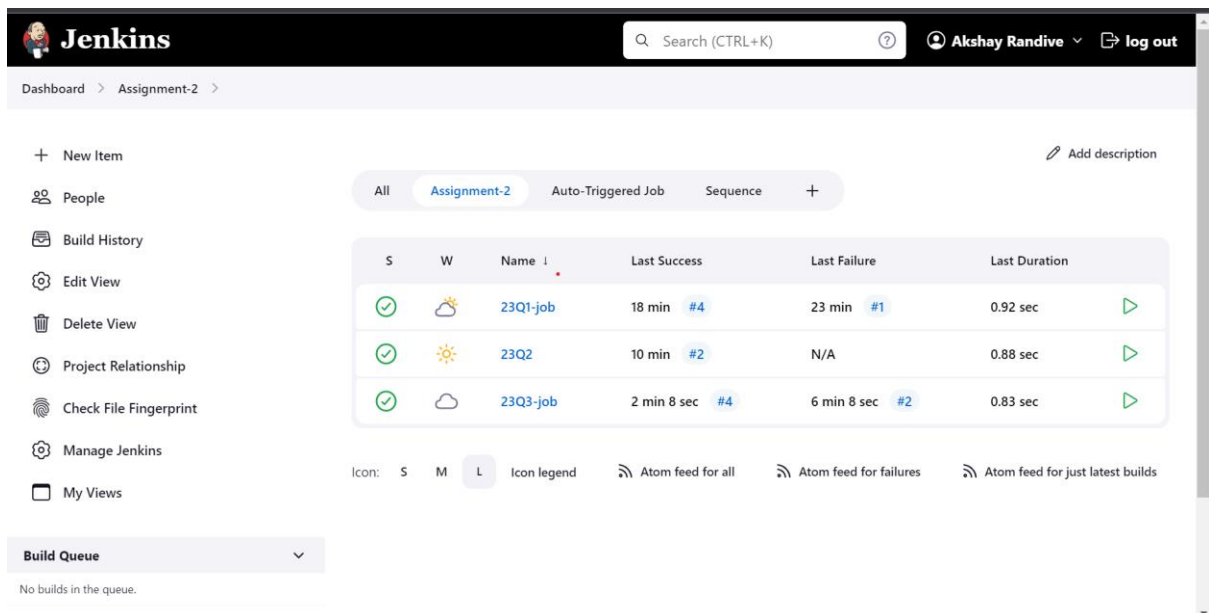 Jenkins
Search (CTRL+K) ?
Akshay Randive log out
Dashboard > Assignment-2 >
+ New Item
People
Build History
Edit View
Delete View
Project Relationship
Check File Fingerprint
Manage Jenkins
My Views
Build Queue
No builds in the queue.
Add description
All Assignment-2 Auto-Triggered Job Sequence +
S W Name ↓ Last Success Last Failure Last Duration
23Q1-job 18 min #4 23 min #1 0.92 sec
23Q2 10 min #2 N/A 0.88 sec
23Q3-job 2 min 8 sec #4 6 min 8 sec #2 0.83 sec
Icon: S M L Icon legend Atom feed for all Atom feed for failures Atom feed for just latest builds